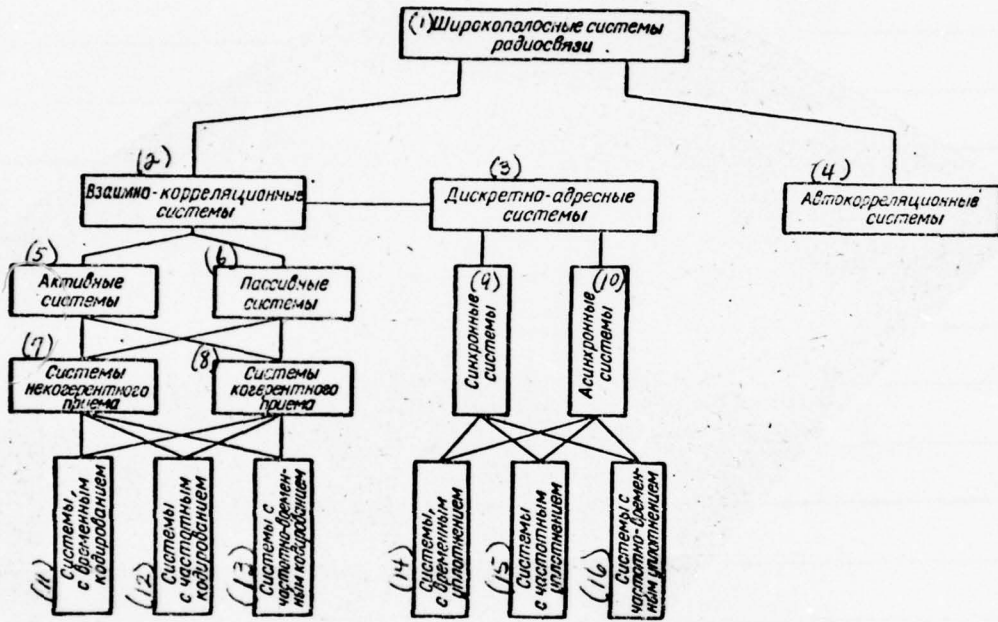 (1) Широкополосные системы
радиосвязи
(2)
Взаимно-корреляционные
системы
(3)
Дискретно-адресные
системы
(4)
Автокорреляционные
системы
(5)
Активные
системы
(6)
Пассивные
системы
(7)
Системы
некогерентного
приема
(8)
Системы
когерентного
приема
(9)
Синхронные
системы
(10)
Асинхронные
системы
(11)
Системы,
с временным
кодированием
(12)
Системы
с частотным
кодированием
(13)
Системы с
частотно-времен-
ным кодированием
(14)
Системы,
с временным
уплотнением
(15)
Системы
с частотным
уплотнением
(16)
Системы с
частотно-времен-
ным уплотнением